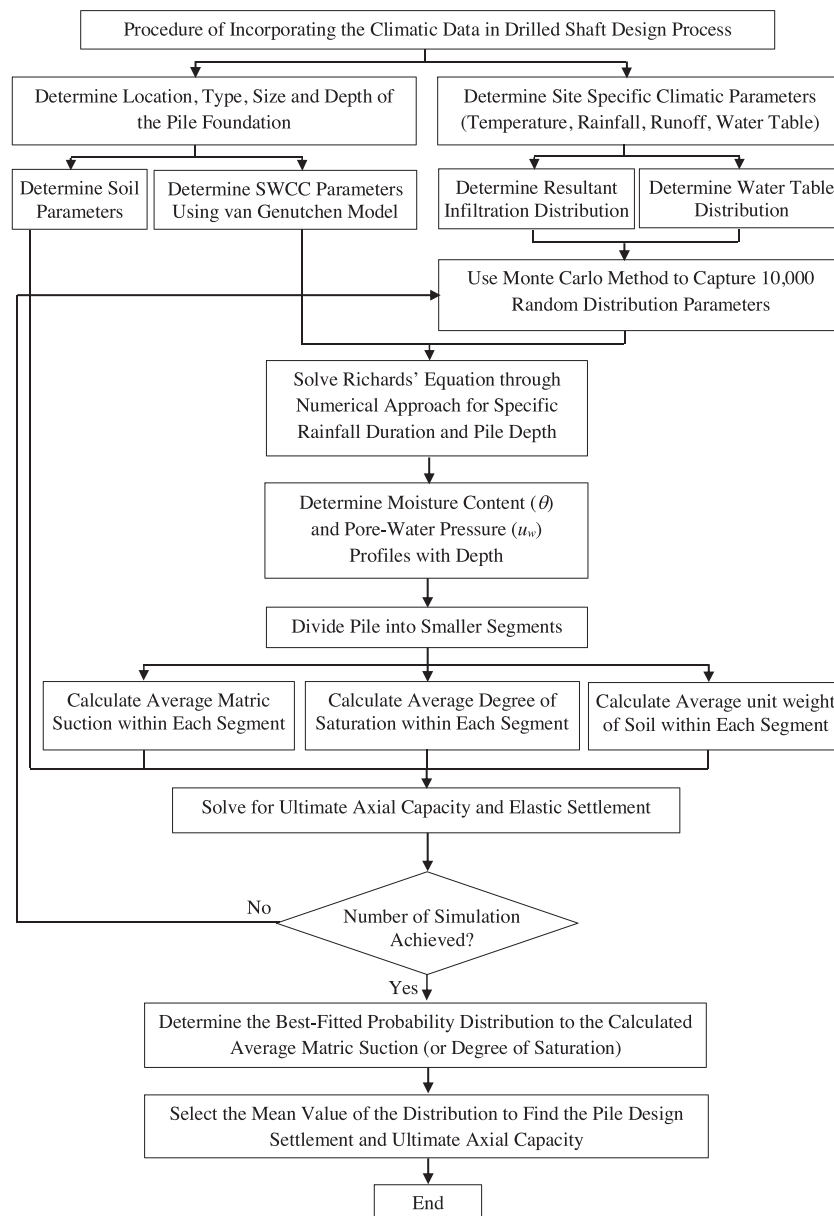 Procedure of Incorporating the Climatic Data in Drilled Shaft Design Process
Determine Location, Type, Size and Depth of
the Pile Foundation
Determine Site Specific Climatic Parameters
(Temperature, Rainfall, Runoff, Water Table)
Determine Soil
Parameters
Determine SWCC Parameters
Using van Genutchen Model
Determine Resultant
Infiltration Distribution
Determine Water Table
Distribution
Use Monte Carlo Method to Capture 10,000
Random Distribution Parameters
Solve Richards' Equation through
Numerical Approach for Specific
Rainfall Duration and Pile Depth
Determine Moisture Content (θ)
and Pore-Water Pressure (u_w)
Profiles with Depth
Divide Pile into Smaller Segments
Calculate Average Matric
Suction within Each Segment
Calculate Average Degree of
Saturation within Each Segment
Calculate Average unit weight
of Soil within Each Segment
Solve for Ultimate Axial Capacity and Elastic Settlement
No
Number of Simulation
Achieved?
Yes
Determine the Best-Fitted Probability Distribution to the Calculated
Average Matric Suction (or Degree of Saturation)
Select the Mean Value of the Distribution to Find the Pile Design
Settlement and Ultimate Axial Capacity
End